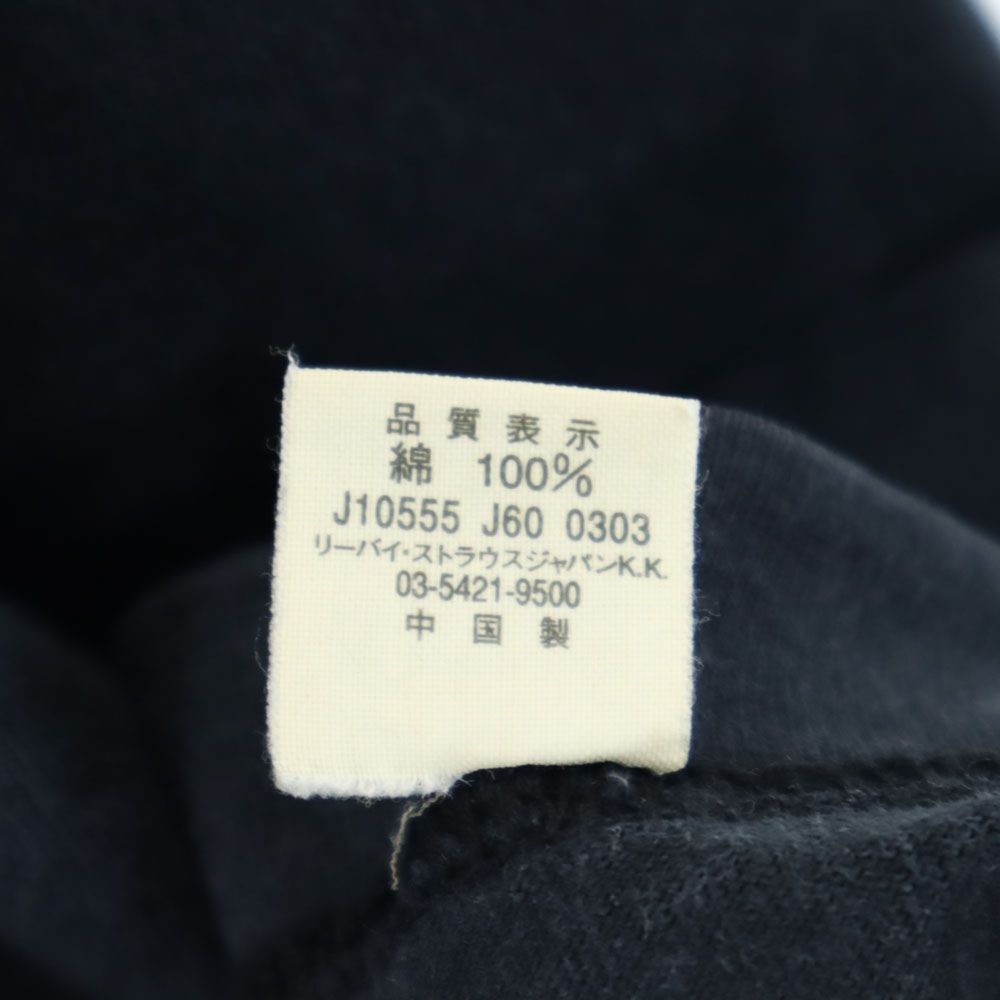 品質表示
綿 100%
J10555 J60 0303
リーバイ・ストラウスジャパンK.K.
03-5421-9500
中国製